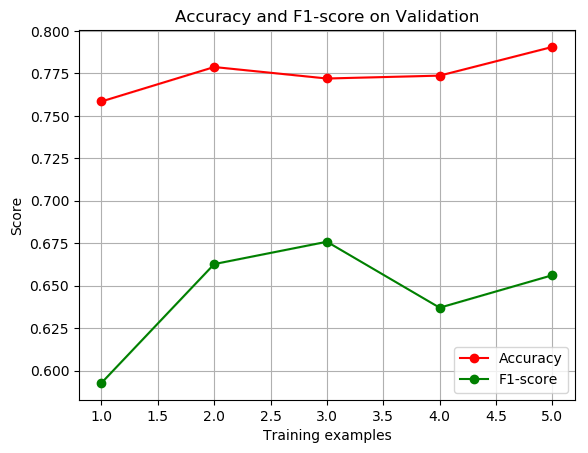 Accuracy and F1-score on Validation
0.800
0.775
0.750
0.725
0.700
0.675
0.650
0.625
0.600
Score
1.0 1.5 2.0 2.5 3.0 3.5 4.0 4.5 5.0
Training examples
Accuracy
F1-score